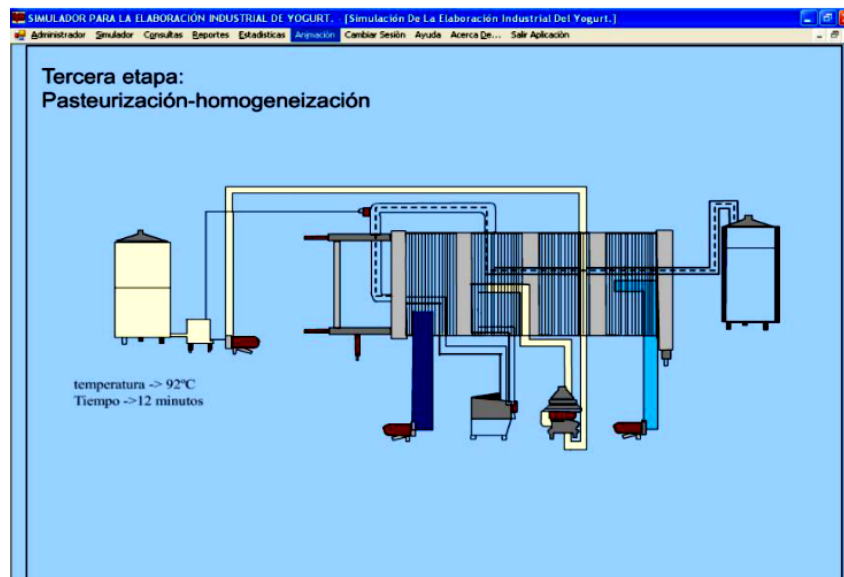 SIMULADOR PARA LA ELABORACIÓN INDUSTRIAL DE YOGURT. - [Simulación De La Elaboración Industrial Del Yogurt.]
Administrador Simulador Consultas Reportes Estadisticas Animación Cambiar Sesión Ayuda Acerca De... Salir Aplicación
Tercera etapa:
Pasteurización-homogeneización
temperatura -> 92ºC
Tiempo ->12 minutos